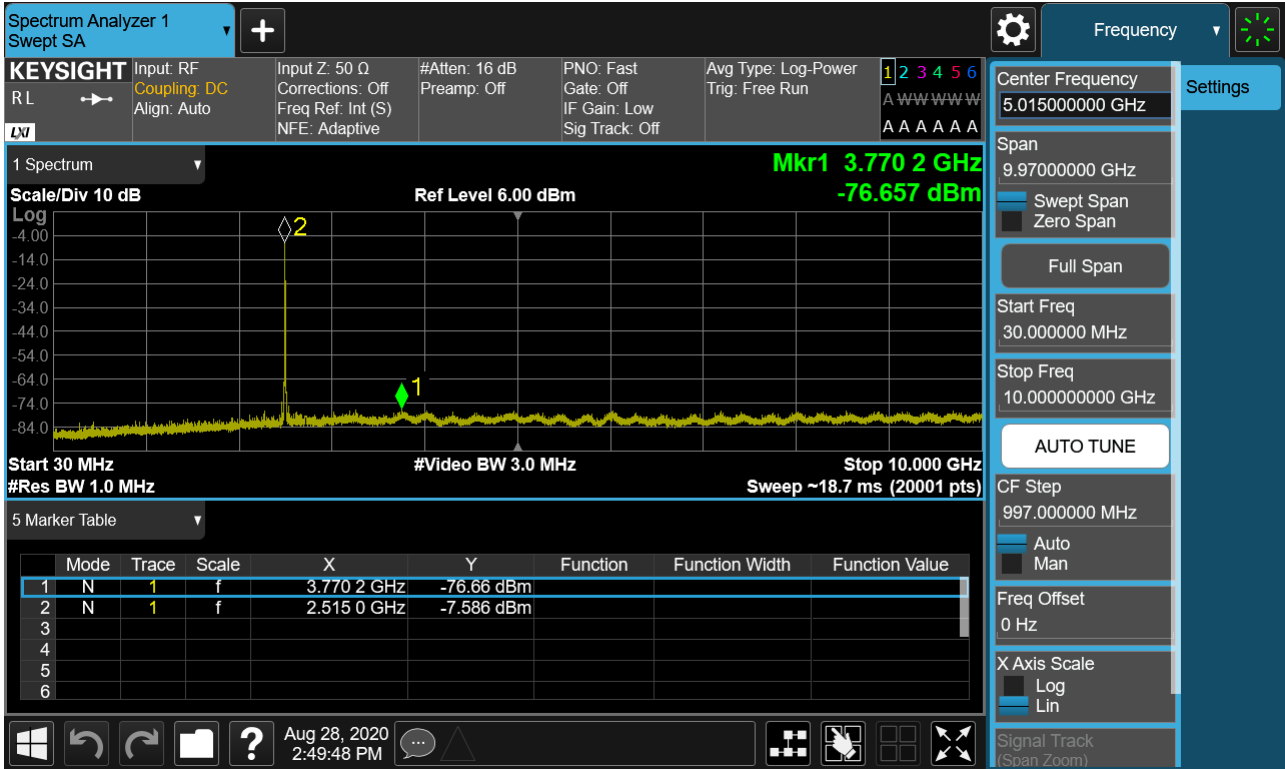 Spectrum Analyzer 1
Swept SA
+
Frequency
KEYSIGHT
R L
LXI
Input: RF
Coupling: DC
Align: Auto
Input Z: 50 Ω
Corrections: Off
Freq Ref: Int (S)
NFE: Adaptive
#Atten: 16 dB
Preamp: Off
PNO: Fast
Gate: Off
IF Gain: Low
Sig Track: Off
Avg Type: Log-Power
Trig: Free Run
1 2 3 4 5 6
A W W W W W
A A A A A A
1 Spectrum
Mkr1 3.770 2 GHz
-76.657 dBm
Scale/Div 10 dB
Ref Level 6.00 dBm
Log
-4.00
-14.0
-24.0
-34.0
-44.0
-54.0
-64.0
-74.0
-84.0
2
1
Start 30 MHz
#Video BW 3.0 MHz
Stop 10.000 GHz
#Res BW 1.0 MHz
Sweep ~18.7 ms (20001 pts)
5 Marker Table
Mode Trace Scale X Y Function Function Width Function Value
1 N 1 f 3.770 2 GHz -76.66 dBm
2 N 1 f 2.515 0 GHz -7.586 dBm
3
4
5
6
Center Frequency
5.015000000 GHz
Span
9.97000000 GHz
Swept Span
Zero Span
Full Span
Start Freq
30.000000 MHz
Stop Freq
10.000000000 GHz
AUTO TUNE
CF Step
997.000000 MHz
Auto
Man
Freq Offset
0 Hz
X Axis Scale
Log
Lin
Signal Track
(Span Zoom)
Settings
?
Aug 28, 2020
2:49:48 PM